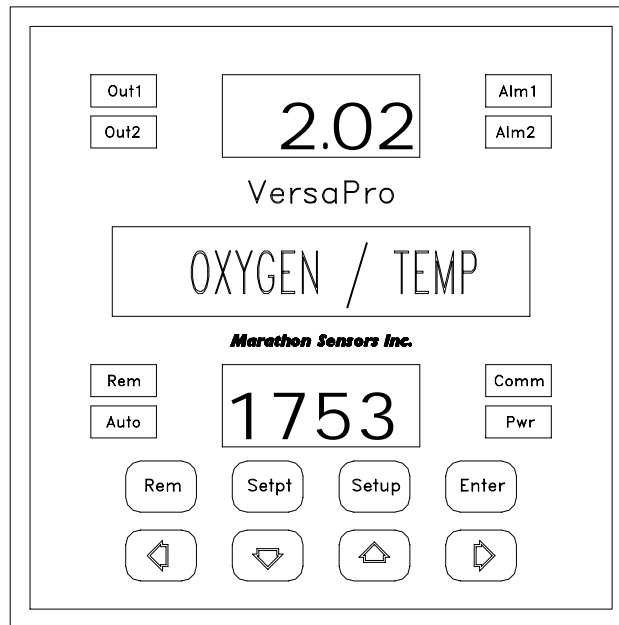 Out1
2.02
Alm1
Out2
Alm2
VersaPro
OXYGEN / TEMP
Marathon Sensors Inc.
Rem
1753
Comm
Auto
Pwr
Rem Setpt Setup Enter